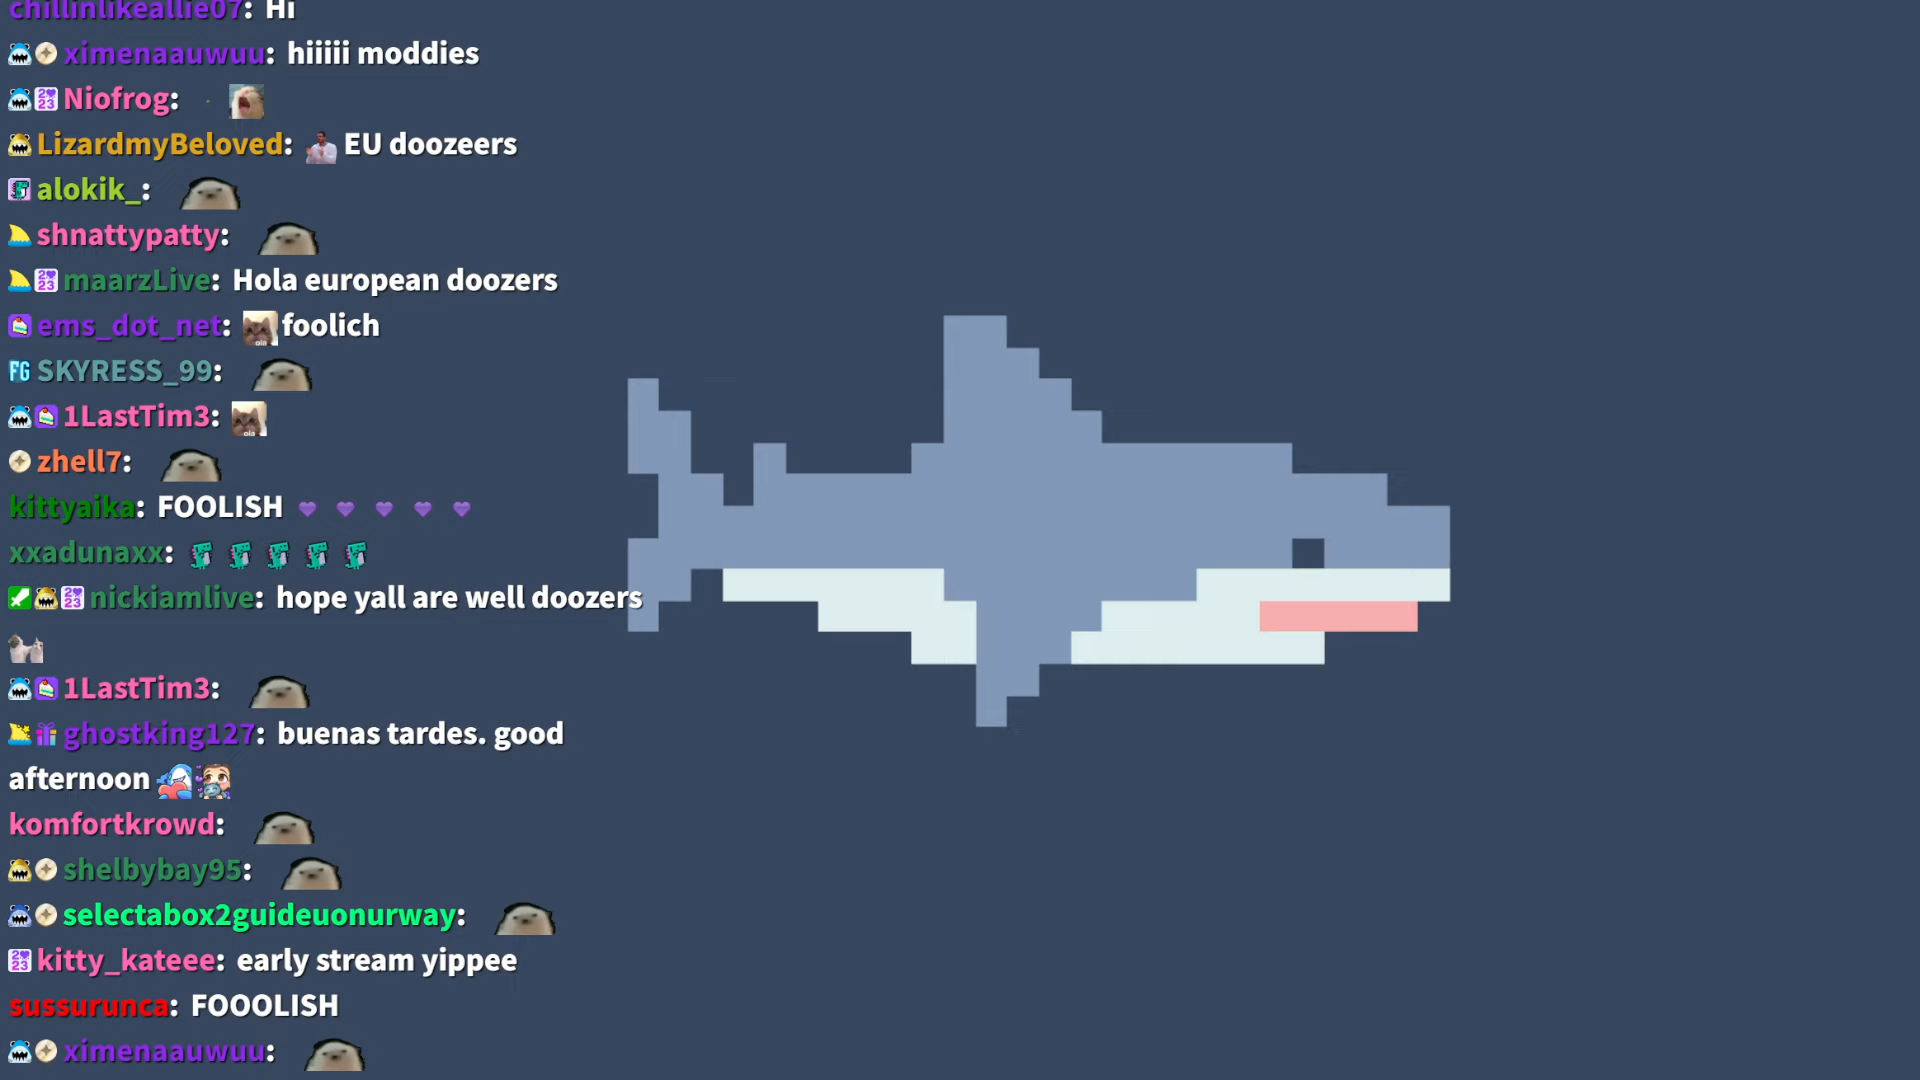 chillinlikeallie07: Hi
ximenaauwuu: hiiiii moddies
Niofrog:
LizardmyBeloved: EU doozeers
alokik_:
shnattypatty:
maarzLive: Hola european doozers
ems_dot_net: foolich
SKYRESS_99:
1LastTim3:
zhell7:
kittyaika: FOOLISH
xxadunaxx:
nickiamlive: hope yall are well doozers
1LastTim3:
ghostking127: buenas tardes. good
afternoon
komfortkrowd:
shelbybay95:
selectabox2guideuonurway:
kitty_kateee: early stream yippee
sussurunca: FOOOLISH
ximenaauwuu: